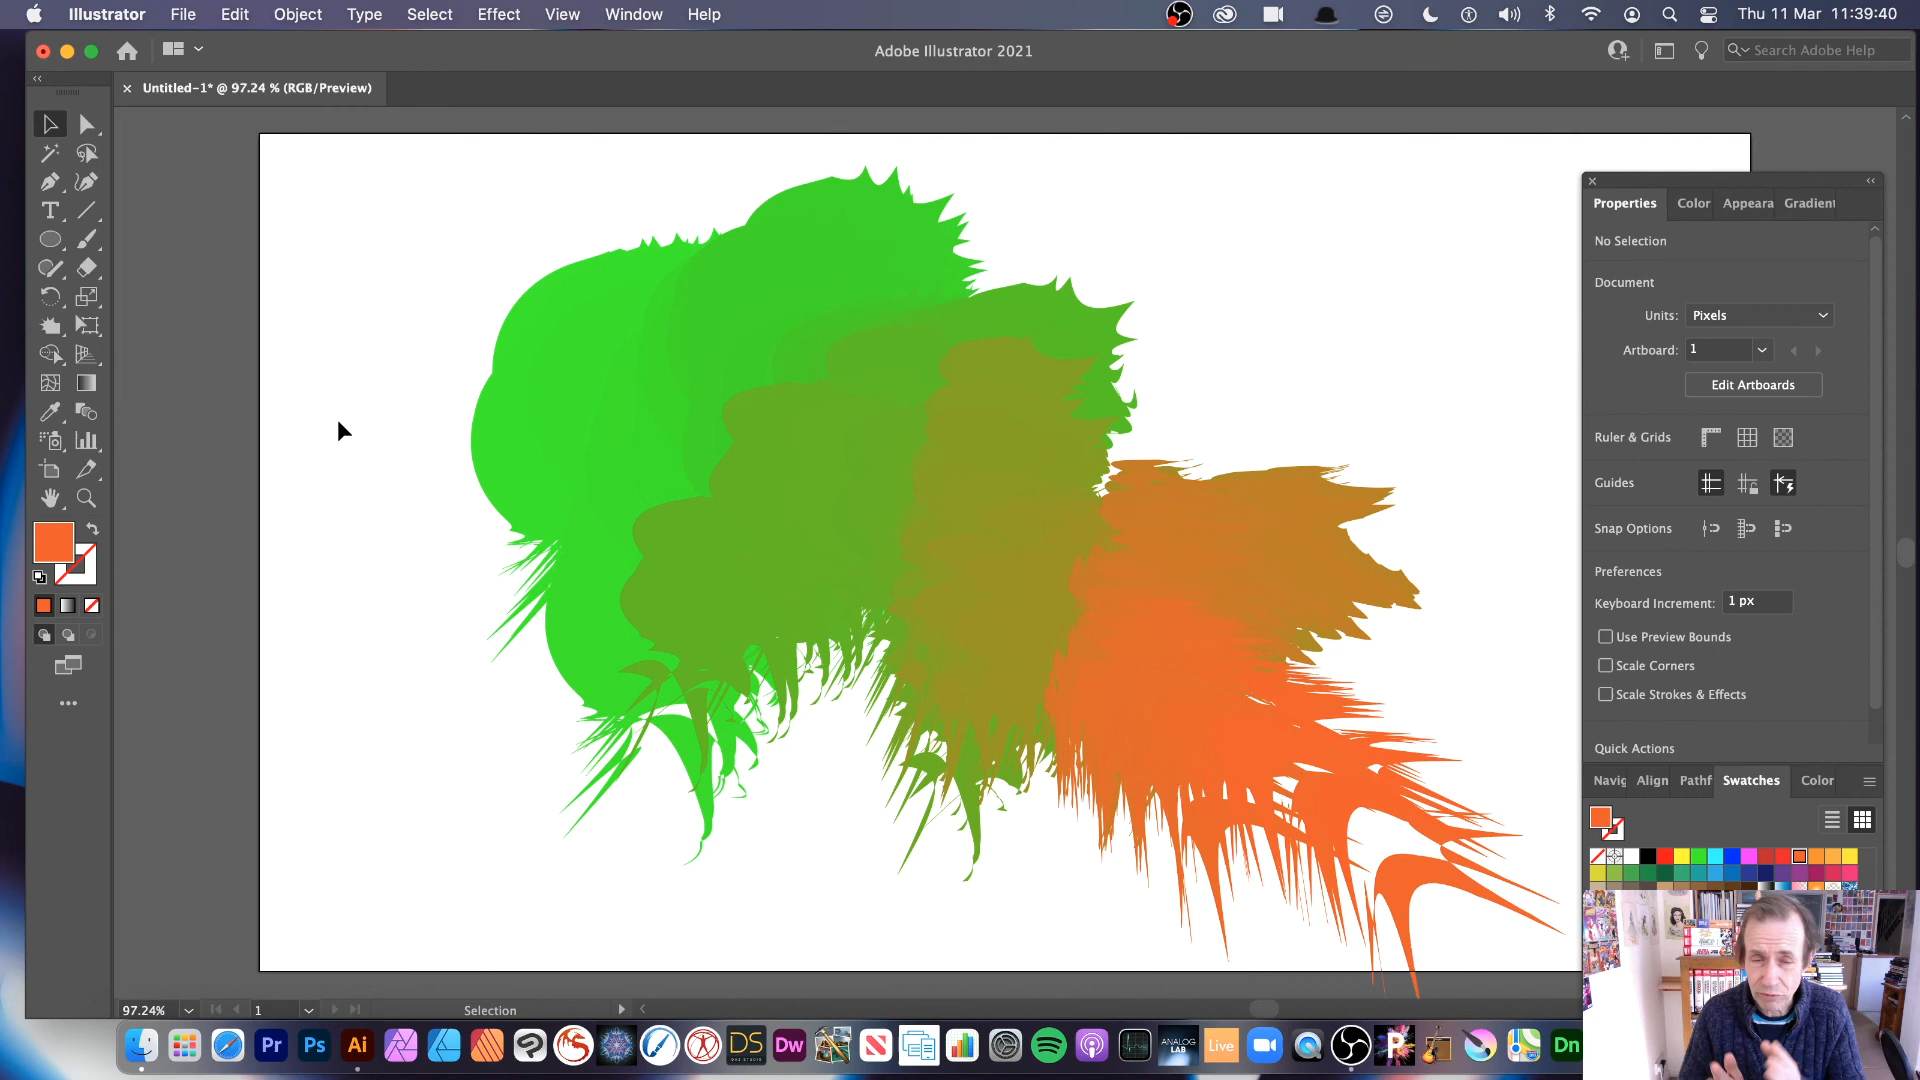 Illustrator File Edit Object Type Select Effect View Window Help
Thu 11 Mar 11:39:40
Adobe Illustrator 2021
Search Adobe Help
Untitled-1* @ 97.24 % (RGB/Preview)
Properties Color Appeara Gradient
No Selection
Document
Units: Pixels
Artboard: 1
Edit Artboards
Ruler & Grids
Guides
Snap Options
Preferences
Keyboard Increment: 1 px
Use Preview Bounds
Scale Corners
Scale Strokes & Effects
Quick Actions
Navig Align Pathf Swatches Color
97.24% 1 Selection
Pr Ps Ai DS Dw ANALOG LAB Live P Dn